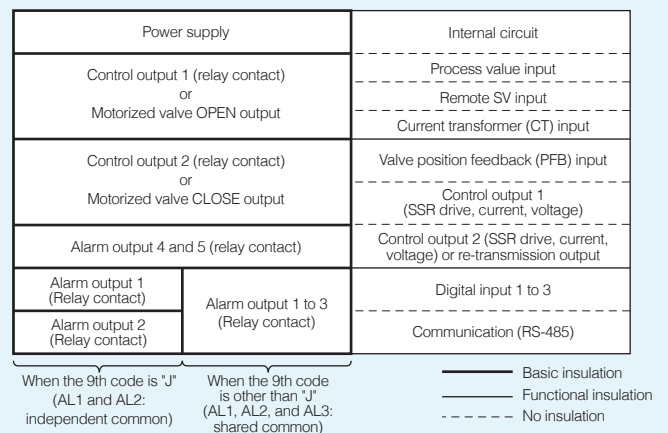 Power supply
Control output 1 (relay contact)
or
Motorized valve OPEN output
Control output 2 (relay contact)
or
Motorized valve CLOSE output
Alarm output 4 and 5 (relay contact)
Alarm output 1
(Relay contact)
Alarm output 2
(Relay contact)
Alarm output 1 to 3
(Relay contact)
Internal circuit
Process value input
Remote SV input
Current transformer (CT) input
Valve position feedback (PFB) input
Control output 1
(SSR drive, current, voltage)
Control output 2 (SSR drive, current,
voltage) or re-transmission output
Digital input 1 to 3
Communication (RS-485)
When the 9th code is "J"
(AL1 and AL2:
independent common)
When the 9th code
is other than "J"
(AL1, AL2, and AL3:
shared common)
Basic insulation
Functional insulation
No insulation